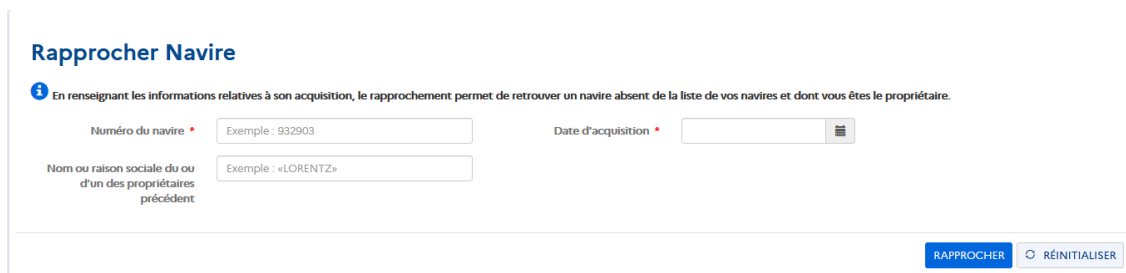 Rapprocher Navire
En renseignant les informations relatives à son acquisition, le rapprochement permet de retrouver un navire absent de la liste de vos navires et dont vous êtes le propriétaire.
Numéro du navire * Exemple : 932903 Date d'acquisition *
Nom ou raison sociale du ou Exemple : «LORENTZ»
d'un des propriétaires
précédent
RAPPROCHER RÉINITIALISER